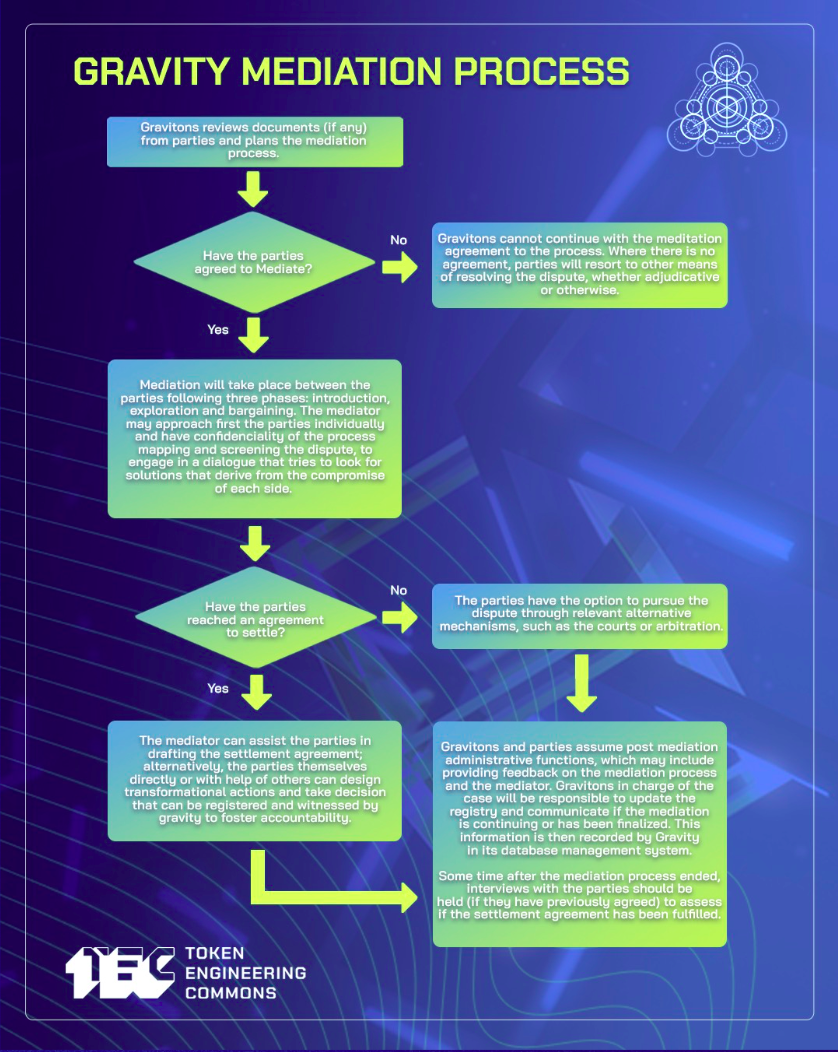 GRAVITY MEDIATION PROCESS
Gravitons reviews documents (if any)
from parties and plans the mediation
process.
Have the parties
agreed to Mediate?
No
Gravitons cannot continue with the meditation
agreement to the process. Where there is no
agreement, parties will resort to other means
of resolving the dispute, whether adjudicative
or otherwise.
Yes
Mediation will take place between the
parties following three phases: introduction,
exploration and bargaining. The mediator
may approach first the parties individually
and have confidenciality of the process
mapping and screening the dispute, to
engage in a dialogue that tries to look for
solutions that derive from the compromise
of each side.
Have the parties
reached an agreement
to settle?
No
The parties have the option to pursue the
dispute through relevant alternative
mechanisms, such as the courts or arbitration.
Yes
The mediator can assist the parties in
drafting the settlement agreement;
alternatively, the parties themselves
directly or with help of others can design
transformational actions and take decision
that can be registered and witnessed by
gravity to foster accountability.
Gravitons and parties assume post mediation
administrative functions, which may include
providing feedback on the mediation process
and the mediator. Gravitons in charge of the
case will be responsible to update the
registry and communicate if the mediation
is continuing or has been finalized. This
information is then recorded by Gravity
in its database management system.
Some time after the mediation process ended,
interviews with the parties should be
held (if they have previously agreed) to assess
if the settlement agreement has been fulfilled.
TEC
TOKEN
ENGINEERING
COMMONS